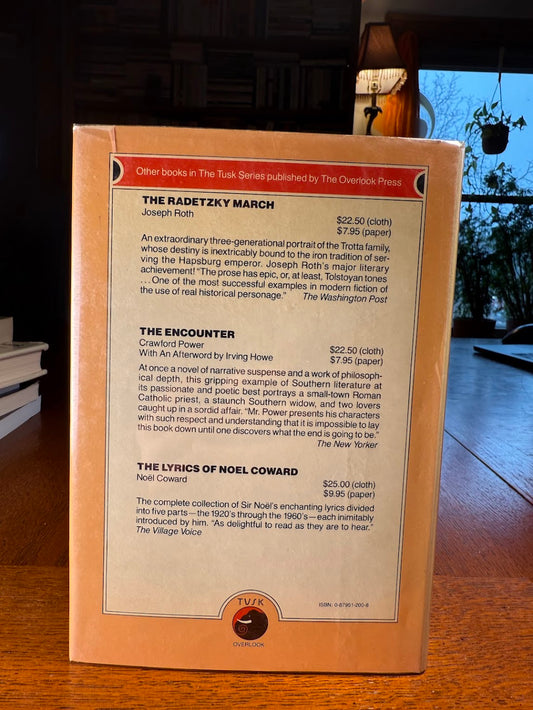 Other books in The Tusk Series published by The Overlook Press
THE RADETZKY MARCH
Joseph Roth
$22.50 (cloth)
$7.95 (paper)
An extraordinary three-generational portrait of the Trotta family,
whose destiny is inextricably bound to the iron tradition of ser-
ving the Hapsburg emperor. Joseph Roth's major literary
achievement! "The prose has epic, or, at least, Tolstoyan tones
...One of the most successful examples in modern fiction of
the use of real historical personage." The Washington Post
THE ENCOUNTER
Crawford Power
With An Afterword by Irving Howe
$22.50 (cloth)
$7.95 (paper)
At once a novel of narrative suspense and a work of philosoph-
ical depth, this gripping example of Southern literature at
its passionate and poetic best portrays a small-town Roman
Catholic priest, a staunch Southern widow, and two lovers
caught up in a sordid affair. "Mr. Power presents his characters
with such respect and understanding that it is impossible to lay
this book down until one discovers what the end is going to be."
The New Yorker
THE LYRICS OF NOEL COWARD
Noël Coward
$25.00 (cloth)
$9.95 (paper)
The complete collection of Sir Noël's enchanting lyrics divided
into five parts—the 1920's through the 1960's—each inimitably
introduced by him. "As delightful to read as they are to hear."
The Village Voice
ISBN: 0-87951-200-8
TUSK
OVERLOOK